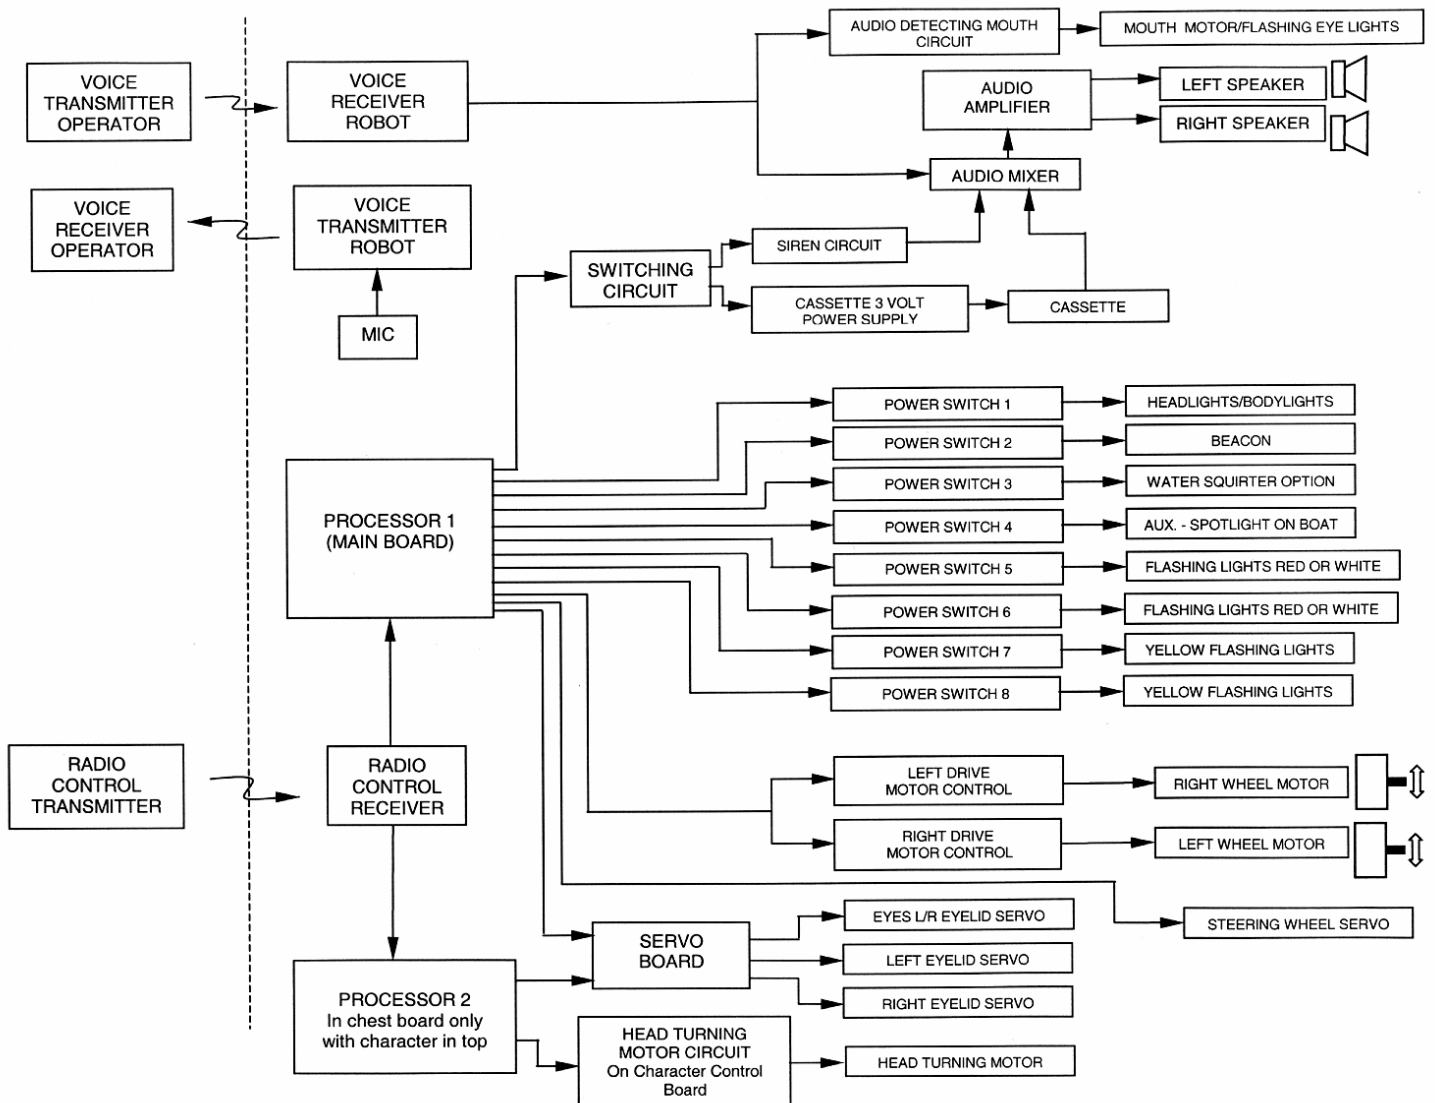 AUDIO DETECTING MOUTH
CIRCUIT
MOUTH MOTOR/FLASHING EYE LIGHTS
VOICE
TRANSMITTER
OPERATOR
VOICE
RECEIVER
ROBOT
AUDIO
AMPLIFIER
LEFT SPEAKER
RIGHT SPEAKER
AUDIO MIXER
VOICE
RECEIVER
OPERATOR
VOICE
TRANSMITTER
ROBOT
MIC
SWITCHING
CIRCUIT
SIREN CIRCUIT
CASSETTE 3 VOLT
POWER SUPPLY
CASSETTE
PROCESSOR 1
(MAIN BOARD)
POWER SWITCH 1
HEADLIGHTS/BODYLIGHTS
POWER SWITCH 2
BEACON
POWER SWITCH 3
WATER SQUIRTER OPTION
POWER SWITCH 4
AUX. - SPOTLIGHT ON BOAT
POWER SWITCH 5
FLASHING LIGHTS RED OR WHITE
POWER SWITCH 6
FLASHING LIGHTS RED OR WHITE
POWER SWITCH 7
YELLOW FLASHING LIGHTS
POWER SWITCH 8
YELLOW FLASHING LIGHTS
RADIO
CONTROL
TRANSMITTER
RADIO
CONTROL
RECEIVER
LEFT DRIVE
MOTOR CONTROL
RIGHT WHEEL MOTOR
RIGHT DRIVE
MOTOR CONTROL
LEFT WHEEL MOTOR
STEERING WHEEL SERVO
SERVO
BOARD
EYES L/R EYELID SERVO
LEFT EYELID SERVO
RIGHT EYELID SERVO
PROCESSOR 2
In chest board only
with character in top
HEAD TURNING
MOTOR CIRCUIT
On Character Control
Board
HEAD TURNING MOTOR